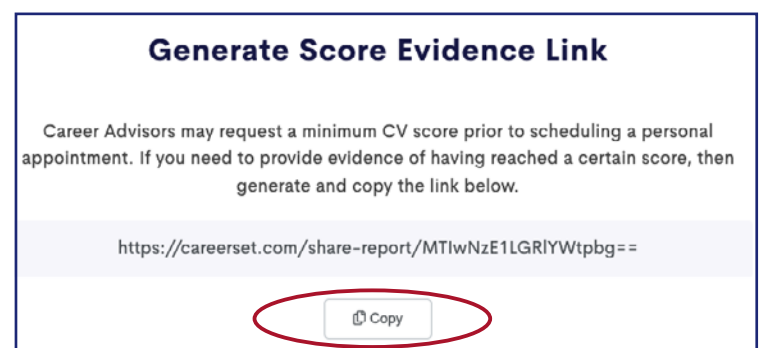 Generate Score Evidence Link
Career Advisors may request a minimum CV score prior to scheduling a personal
appointment. If you need to provide evidence of having reached a certain score, then
generate and copy the link below.
https://careerset.com/share-report/MTIwNzE1LGRlYWtpbg==
Copy